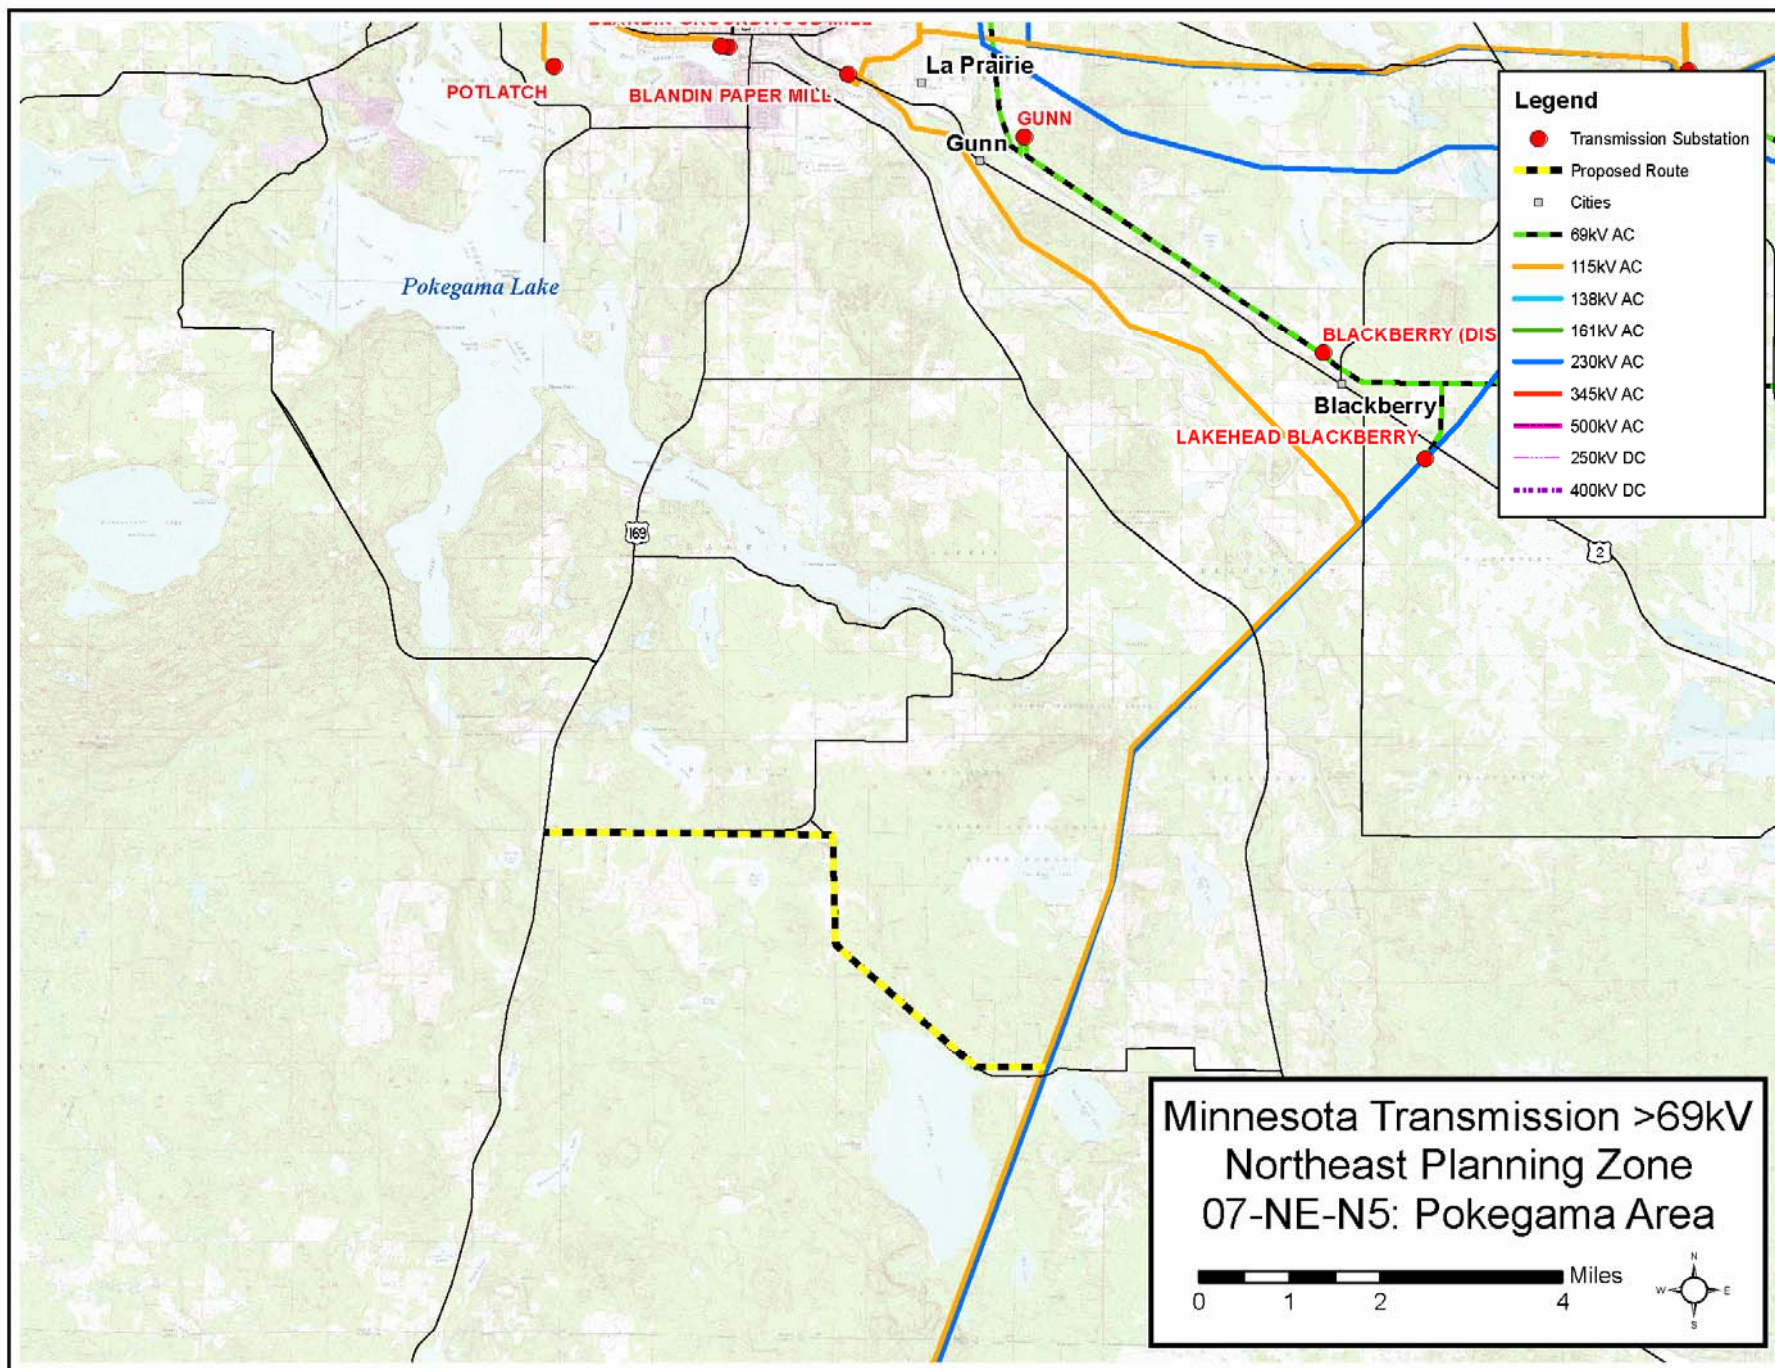 BLANDIN GROUNDWOOD MILL
La Prairie
POTLATCH
BLANDIN PAPER MILL
GUNN
Gunn
Pokegama Lake
BLACKBERRY (DIS
Blackberry
LAKEHEAD BLACKBERRY
169
2
Legend
Transmission Substation
Proposed Route
Cities
69kV AC
115kV AC
138kV AC
161kV AC
230kV AC
345kV AC
500kV AC
250kV DC
400kV DC
Minnesota Transmission >69kV
Northeast Planning Zone
07-NE-N5: Pokegama Area
Miles
0 1 2 4
N
W E
S